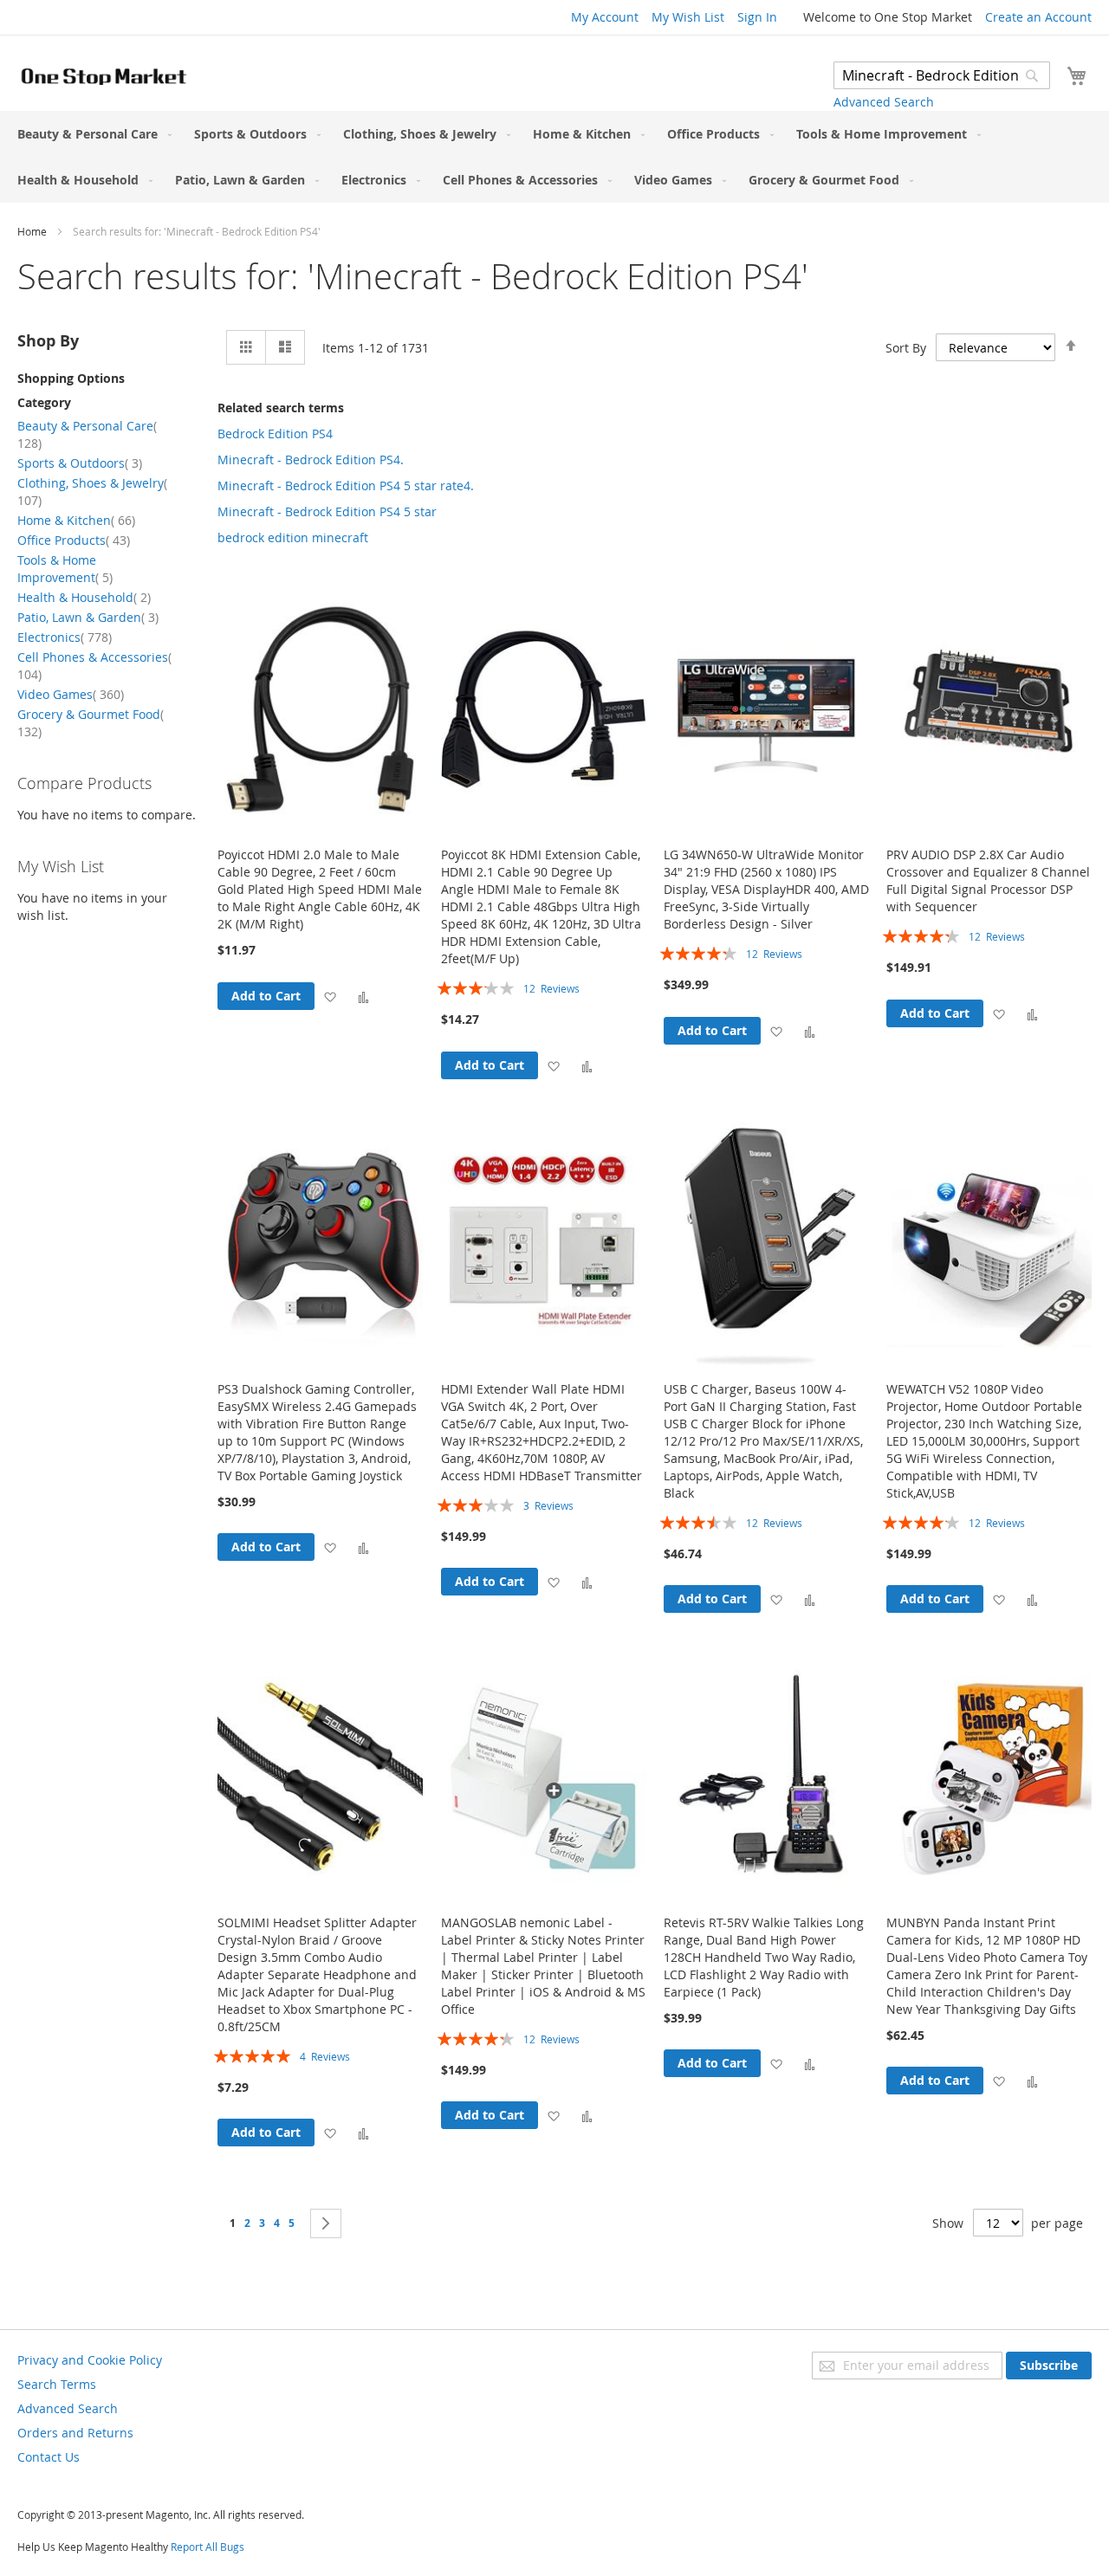 My Account My Wish List Sign In Welcome to One Stop Market Create an Account
One Stop Market
Minecraft - Bedrock Edition
Advanced Search
Beauty & Personal Care Sports & Outdoors Clothing, Shoes & Jewelry Home & Kitchen Office Products Tools & Home Improvement
Health & Household Patio, Lawn & Garden Electronics Cell Phones & Accessories Video Games Grocery & Gourmet Food
Home > Search results for: 'Minecraft - Bedrock Edition PS4'
Search results for: 'Minecraft - Bedrock Edition PS4'
Shop By
Shopping Options
Category
Beauty & Personal Care( 
128)
Sports & Outdoors( 3)
Clothing, Shoes & Jewelry(
107)
Home & Kitchen( 66)
Office Products( 43)
Tools & Home
Improvement( 5)
Health & Household( 2)
Patio, Lawn & Garden( 3)
Electronics( 778)
Cell Phones & Accessories(
104)
Video Games( 360)
Grocery & Gourmet Food(
132)
Compare Products
You have no items to compare.
My Wish List
You have no items in your
wish list.
Items 1-12 of 1731
Sort By Relevance
Related search terms
Bedrock Edition PS4
Minecraft - Bedrock Edition PS4.
Minecraft - Bedrock Edition PS4 5 star rate4.
Minecraft - Bedrock Edition PS4 5 star
bedrock edition minecraft
Poyiccot HDMI 2.0 Male to Male
Cable 90 Degree, 2 Feet / 60cm
Gold Plated High Speed HDMI Male
to Male Right Angle Cable 60Hz, 4K
2K (M/M Right)
$11.97
Add to Cart
Poyiccot 8K HDMI Extension Cable,
HDMI 2.1 Cable 90 Degree Up
Angle HDMI Male to Female 8K
HDMI 2.1 Cable 48Gbps Ultra High
Speed 8K 60Hz, 4K 120Hz, 3D Ultra
HDR HDMI Extension Cable,
2feet(M/F Up)
12 Reviews
$14.27
Add to Cart
LG UltraWide
LG 34WN650-W UltraWide Monitor
34" 21:9 FHD (2560 x 1080) IPS
Display, VESA DisplayHDR 400, AMD
FreeSync, 3-Side Virtually
Borderless Design - Silver
12 Reviews
$349.99
Add to Cart
PRV AUDIO DSP 2.8X Car Audio
Crossover and Equalizer 8 Channel
Full Digital Signal Processor DSP
with Sequencer
12 Reviews
$149.91
Add to Cart
PS3 Dualshock Gaming Controller,
EasySMX Wireless 2.4G Gamepads
with Vibration Fire Button Range
up to 10m Support PC (Windows
XP/7/8/10), Playstation 3, Android,
TV Box Portable Gaming Joystick
$30.99
Add to Cart
4K UHD VGA & HDMI HDMI 1.4 HDCP 2.2 Zero Latency ESD
HDMI Wall Plate Extender
HDMI Extender Wall Plate HDMI
VGA Switch 4K, 2 Port, Over
Cat5e/6/7 Cable, Aux Input, Two-
Way IR+RS232+HDCP2.2+EDID, 2
Gang, 4K60Hz,70M 1080P, AV
Access HDMI HDBaseT Transmitter
3 Reviews
$149.99
Add to Cart
Baseus
USB C Charger, Baseus 100W 4-
Port GaN II Charging Station, Fast
USB C Charger Block for iPhone
12/12 Pro/12 Pro Max/SE/11/XR/XS,
Samsung, MacBook Pro/Air, iPad,
Laptops, AirPods, Apple Watch,
Black
12 Reviews
$46.74
Add to Cart
WEWATCH V52 1080P Video
Projector, Home Outdoor Portable
Projector, 230 Inch Watching Size,
LED 15,000LM 30,000Hrs, Support
5G WiFi Wireless Connection,
Compatible with HDMI, TV
Stick,AV,USB
12 Reviews
$149.99
Add to Cart
SOLMIMI
SOLMIMI Headset Splitter Adapter
Crystal-Nylon Braid / Groove
Design 3.5mm Combo Audio
Adapter Separate Headphone and
Mic Jack Adapter for Dual-Plug
Headset to Xbox Smartphone PC -
0.8ft/25CM
4 Reviews
$7.29
Add to Cart
nemonic
1 free Cartridge
MANGOSLAB nemonic Label -
Label Printer & Sticky Notes Printer
| Thermal Label Printer | Label
Maker | Sticker Printer | Bluetooth
Label Printer | iOS & Android & MS
Office
12 Reviews
$149.99
Add to Cart
Retevis RT-5RV Walkie Talkies Long
Range, Dual Band High Power
128CH Handheld Two Way Radio,
LCD Flashlight 2 Way Radio with
Earpiece (1 Pack)
$39.99
Add to Cart
Kids
Camera
MUNBYN Panda Instant Print
Camera for Kids, 12 MP 1080P HD
Dual-Lens Video Photo Camera Toy
Camera Zero Ink Print for Parent-
Child Interaction Children's Day
New Year Thanksgiving Day Gifts
$62.45
Add to Cart
1 2 3 4 5
Show 12 per page
Privacy and Cookie Policy
Search Terms
Advanced Search
Orders and Returns
Contact Us
Enter your email address Subscribe
Copyright © 2013-present Magento, Inc. All rights reserved.
Help Us Keep Magento Healthy Report All Bugs